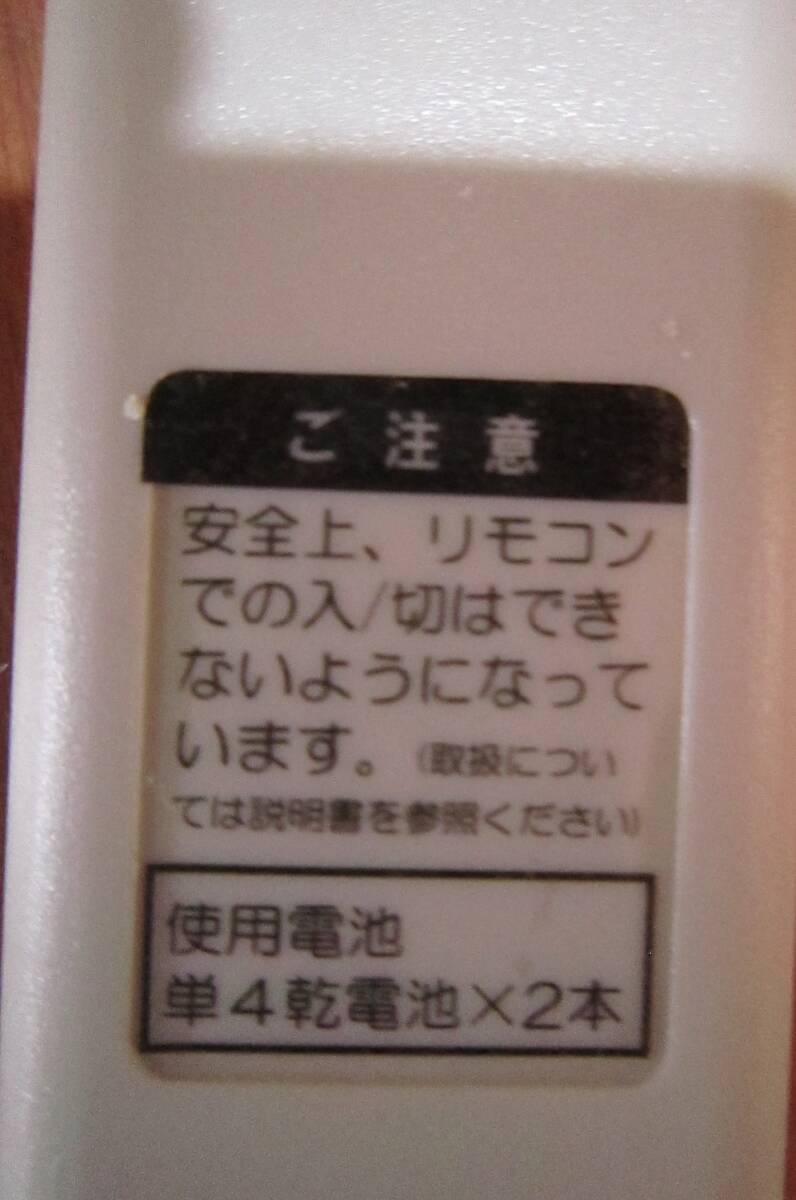 ご注意
安全上、リモコン
での入/切はでき
ないようになって
います。(取扱につい
ては説明書を参照ください)
使用電池
単4乾電池×2本